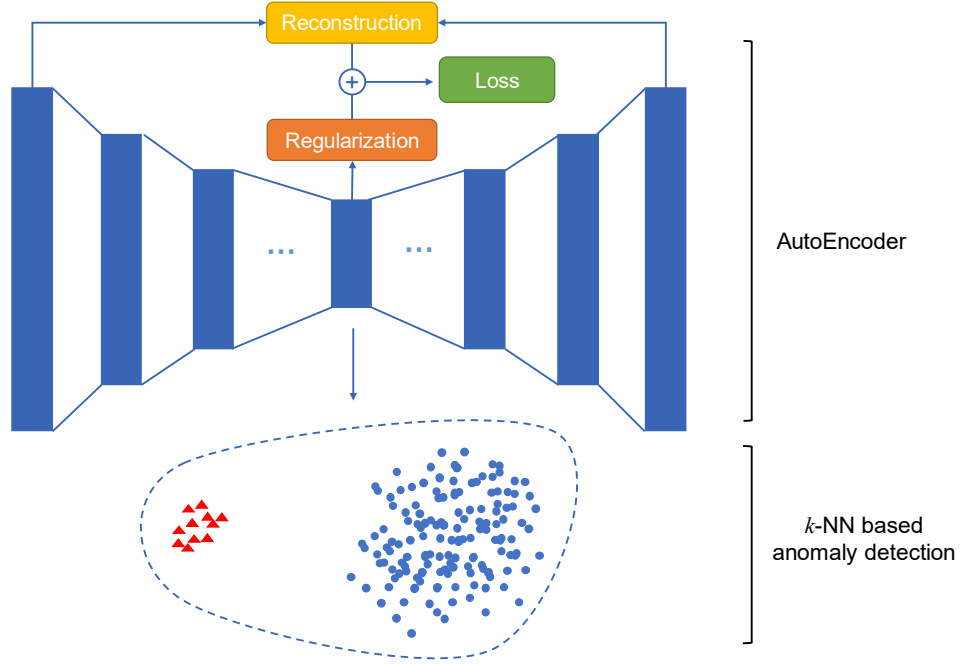 Reconstruction
+
Loss
Regularization
...
...
AutoEncoder
k-NN based
anomaly detection